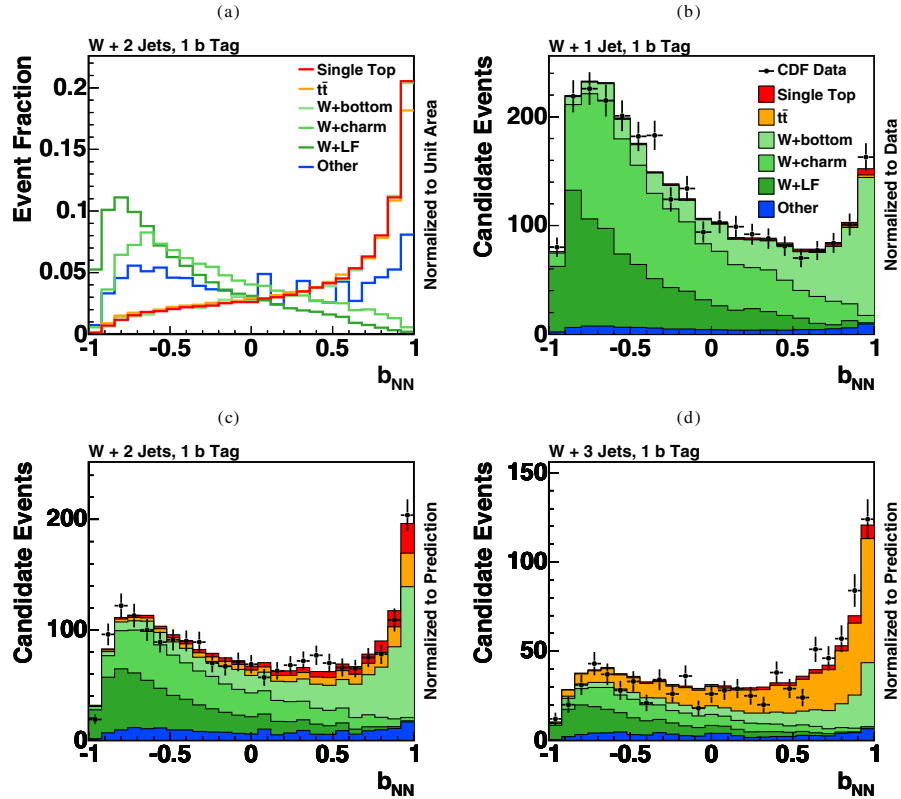 (a)
W + 2 Jets, 1 b Tag
Event Fraction
0.2
0.15
0.1
0.05
0
-1 -0.5 0 0.5 1
b_NN
Single Top
tt̄
W+bottom
W+charm
W+LF
Other
Normalized to Unit Area
(b)
W + 1 Jet, 1 b Tag
Candidate Events
200
100
0
-1 -0.5 0 0.5 1
b_NN
CDF Data
Single Top
tt̄
W+bottom
W+charm
W+LF
Other
Normalized to Data
(c)
W + 2 Jets, 1 b Tag
Candidate Events
200
100
0
-1 -0.5 0 0.5 1
b_NN
Normalized to Prediction
(d)
W + 3 Jets, 1 b Tag
Candidate Events
150
100
50
0
-1 -0.5 0 0.5 1
b_NN
Normalized to Prediction